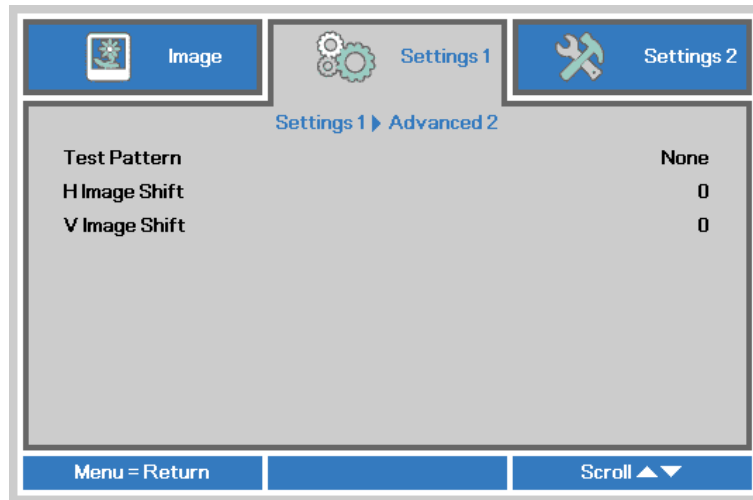 Image
Settings 1
Settings 2
Settings 1 ▶ Advanced 2
Test Pattern None
H Image Shift 0
V Image Shift 0
Menu = Return
Scroll ▲▼